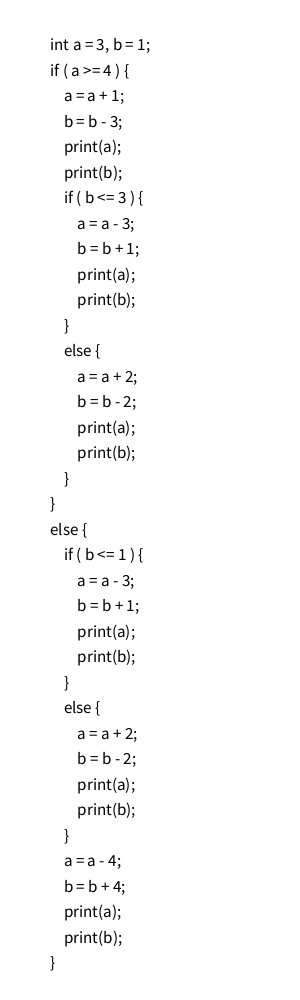 int a = 3, b = 1;
if ( a >= 4 ) {
a = a + 1;
b = b - 3;
print(a);
print(b);
if ( b <= 3 ) {
a = a - 3;
b = b + 1;
print(a);
print(b);
}
else {
a = a + 2;
b = b - 2;
print(a);
print(b);
}
}
else {
if ( b <= 1 ) {
a = a - 3;
b = b + 1;
print(a);
print(b);
}
else {
a = a + 2;
b = b - 2;
print(a);
print(b);
}
a = a - 4;
b = b + 4;
print(a);
print(b);
}